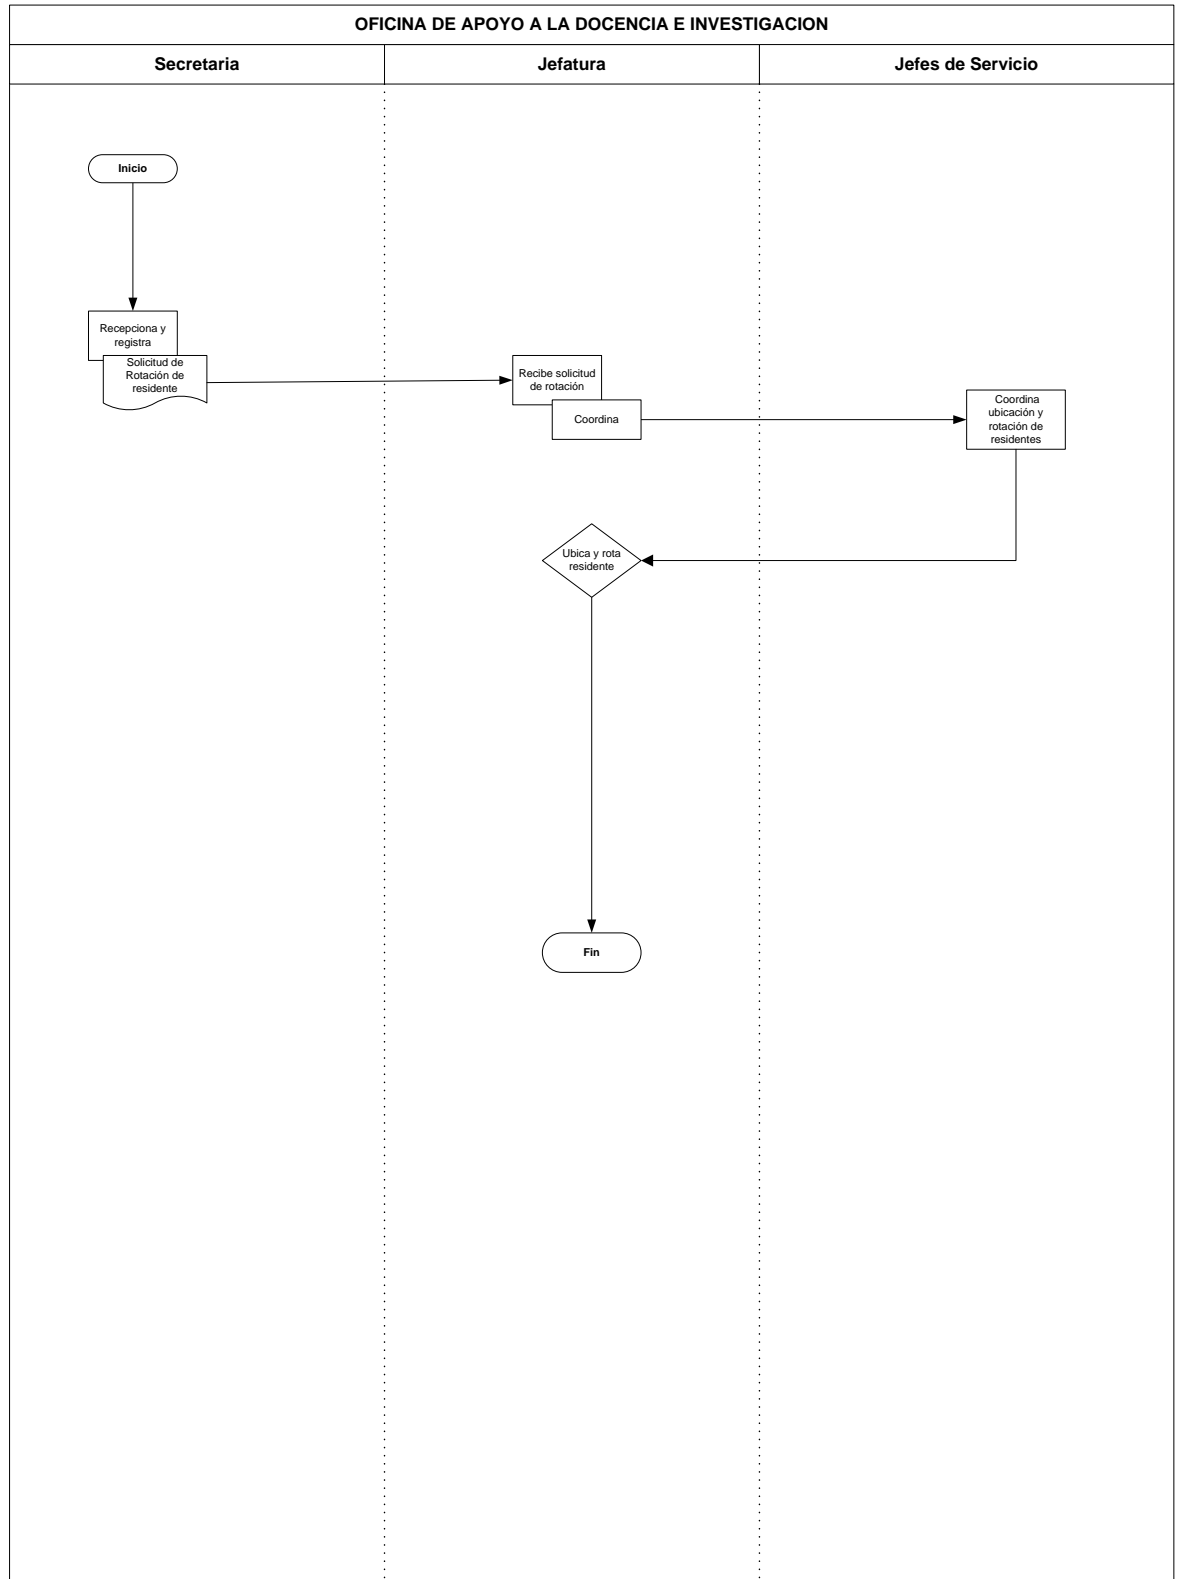 OFICINA DE APOYO A LA DOCENCIA E INVESTIGACION
Secretaria
Jefatura
Jefes de Servicio
Inicio
Recepciona y
registra
Solicitud de
Rotación de
residente
Recibe solicitud
de rotación
Coordina
Coordina
ubicación y
rotación de
residentes
Ubica y rota
residente
Fin